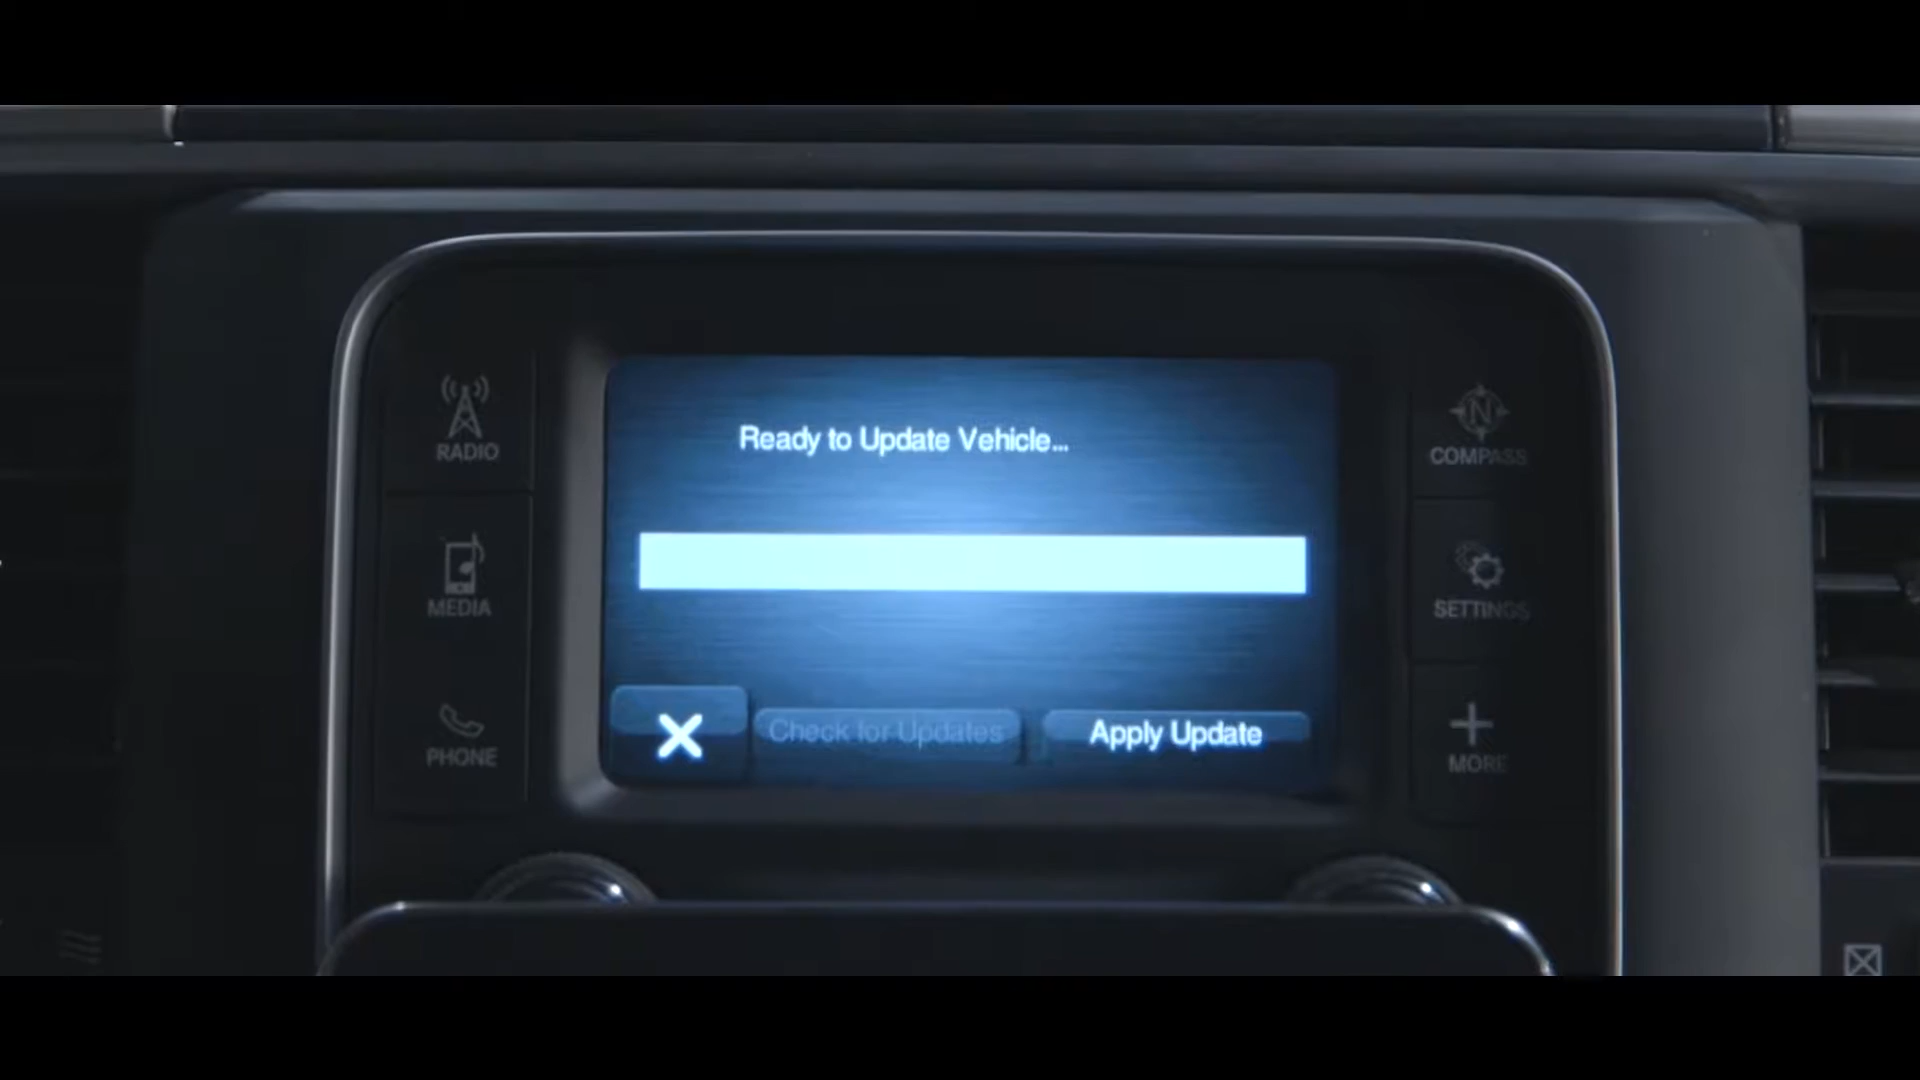 RADIO
MEDIA
PHONE
Ready to Update Vehicle...
Check for Updates
Apply Update
N
COMPASS
SETTINGS
MORE